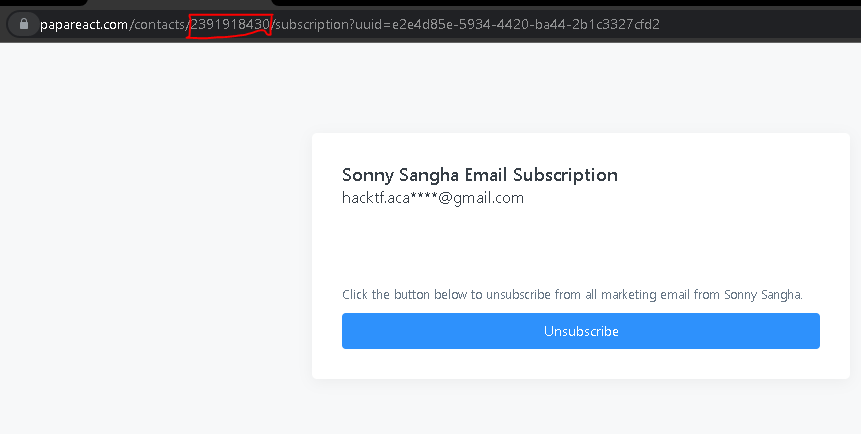 papareact.com/contacts/2391918430/subscription?uuid=e2e4d85e-5934-4420-ba44-2b1c3327cfd2
Sonny Sangha Email Subscription
hacktf.aca****@gmail.com
Click the button below to unsubscribe from all marketing email from Sonny Sangha.
Unsubscribe